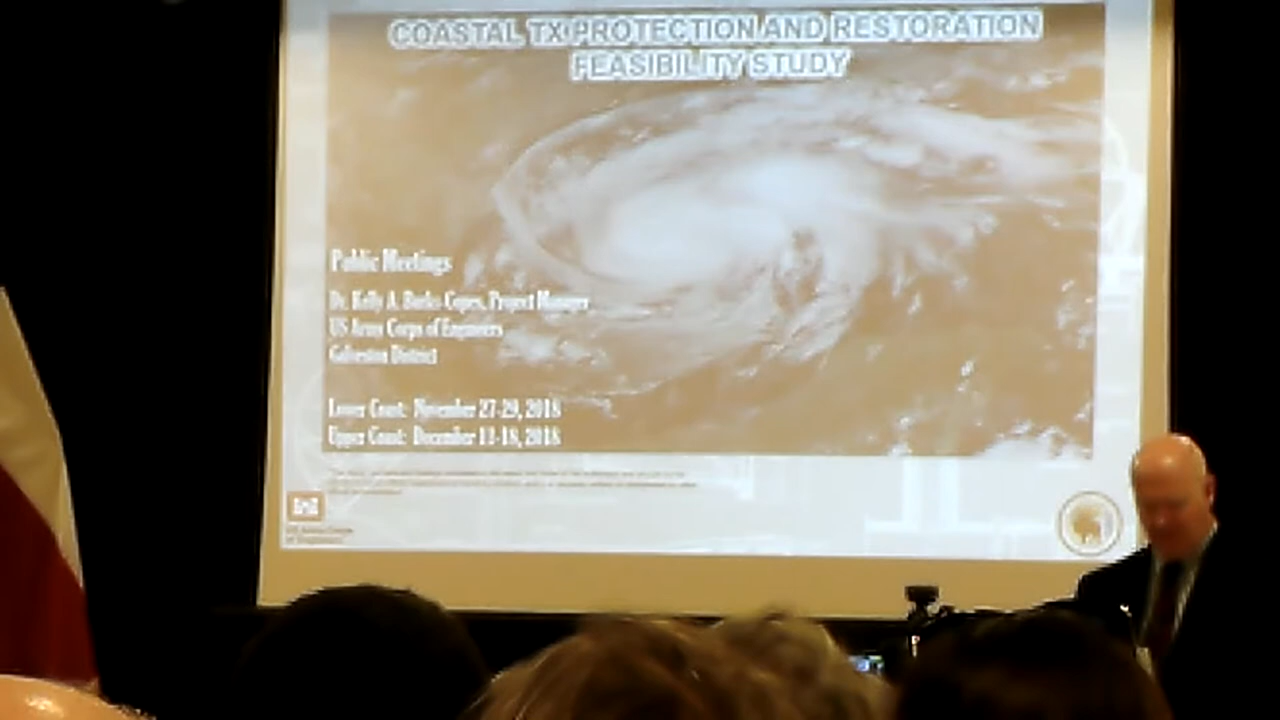 COASTAL TX PROTECTION AND RESTORATION
FEASIBILITY STUDY
Public Meetings
Dr. Kelly A. Burks-Copes, Project Manager
US Army Corps of Engineers
Galveston District
Lower Coast: November 27-29, 2018
Upper Coast: December 11-18, 2018